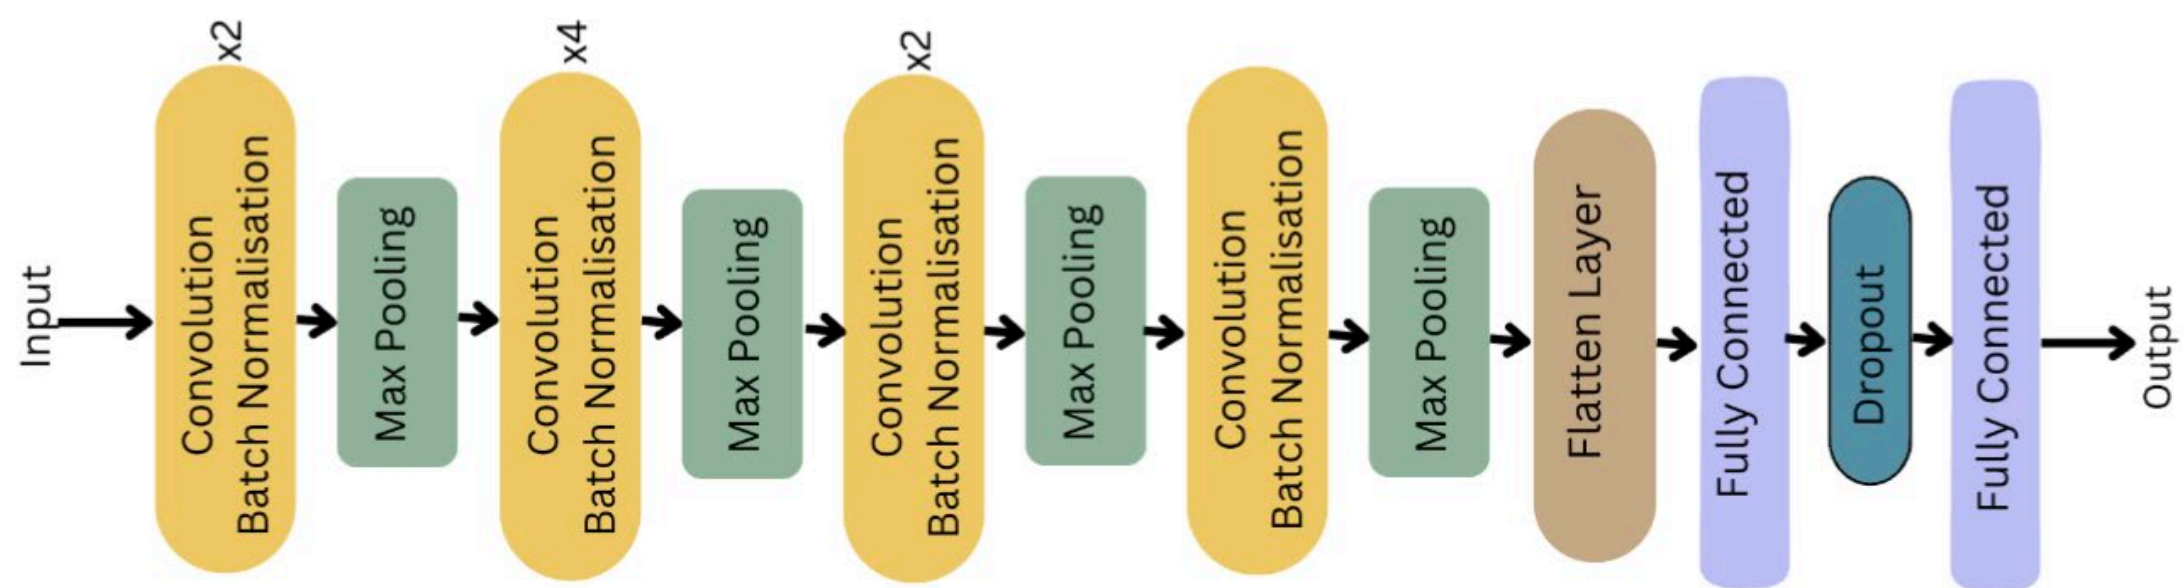 Input
Convolution
Batch Normalisation
x2
Max Pooling
Convolution
Batch Normalisation
x4
Max Pooling
Convolution
Batch Normalisation
x2
Max Pooling
Convolution
Batch Normalisation
Max Pooling
Flatten Layer
Fully Connected
Dropout
Fully Connected
Output